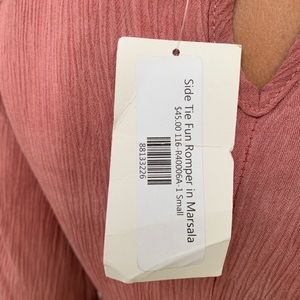 Side Tie Fun Romper in Marsala
$45.00 116-R40006A-1 Small
88133226